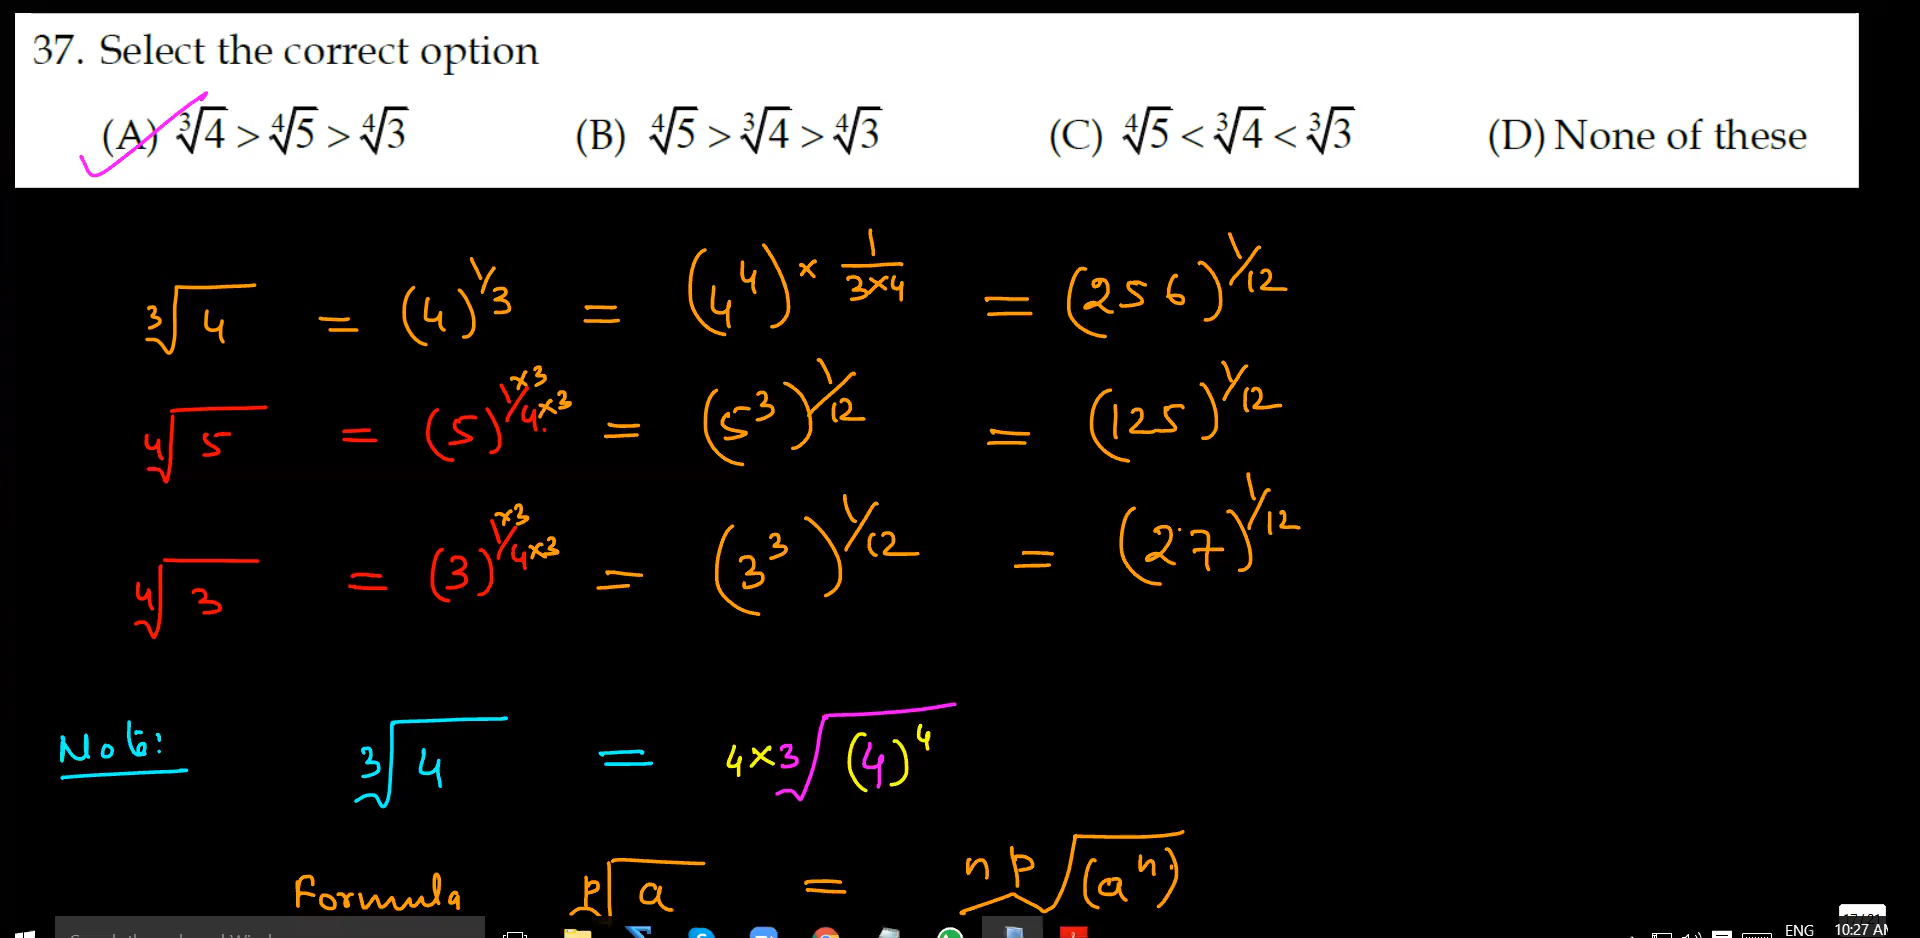 37. Select the correct option
(A) ∛4 > ∜5 > ∜3 (B) ∜5 > ∛4 > ∜3 (C) ∜5 < ∛4 < ∛3 (D) None of these
∛4 = (4)^1/3 = (4^4)^× 1/3×4 = (256)^1/12
∜5 = (5)^1×3/4×3 = (5^3)^1/12 = (125)^1/12
∜3 = (3)^1×3/4×3 = (3^3)^1/12 = (27)^1/12
Note: ∛4 = 4×3√(4)^4
Formula p√a = np√(a^n)
ENG 10:27 AM